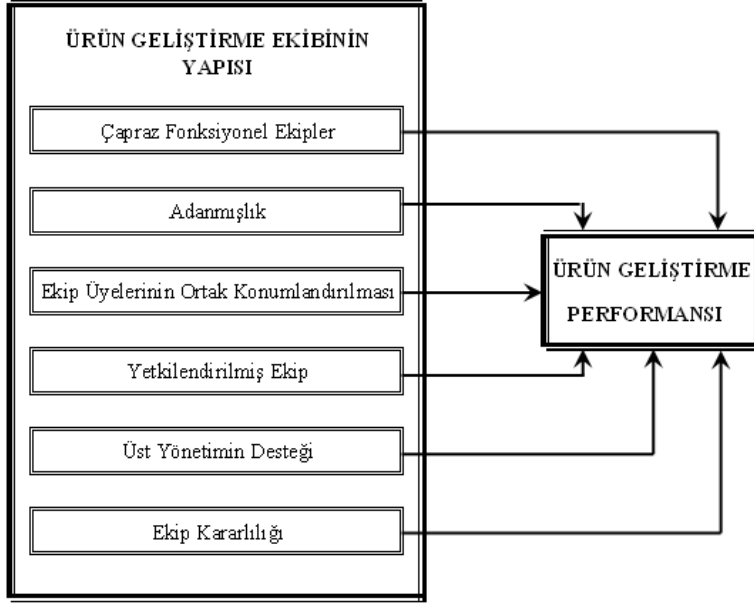 ÜRÜN GELİŞTİRME EKİBİNİN
YAPISI
Çapraz Fonksiyonel Ekipler
Adanmışlık
Ekip Üyelerinin Ortak Konumlandırılması
Yetkilendirilmiş Ekip
Üst Yönetimin Desteği
Ekip Kararlılığı
ÜRÜN GELİŞTİRME
PERFORMANSI